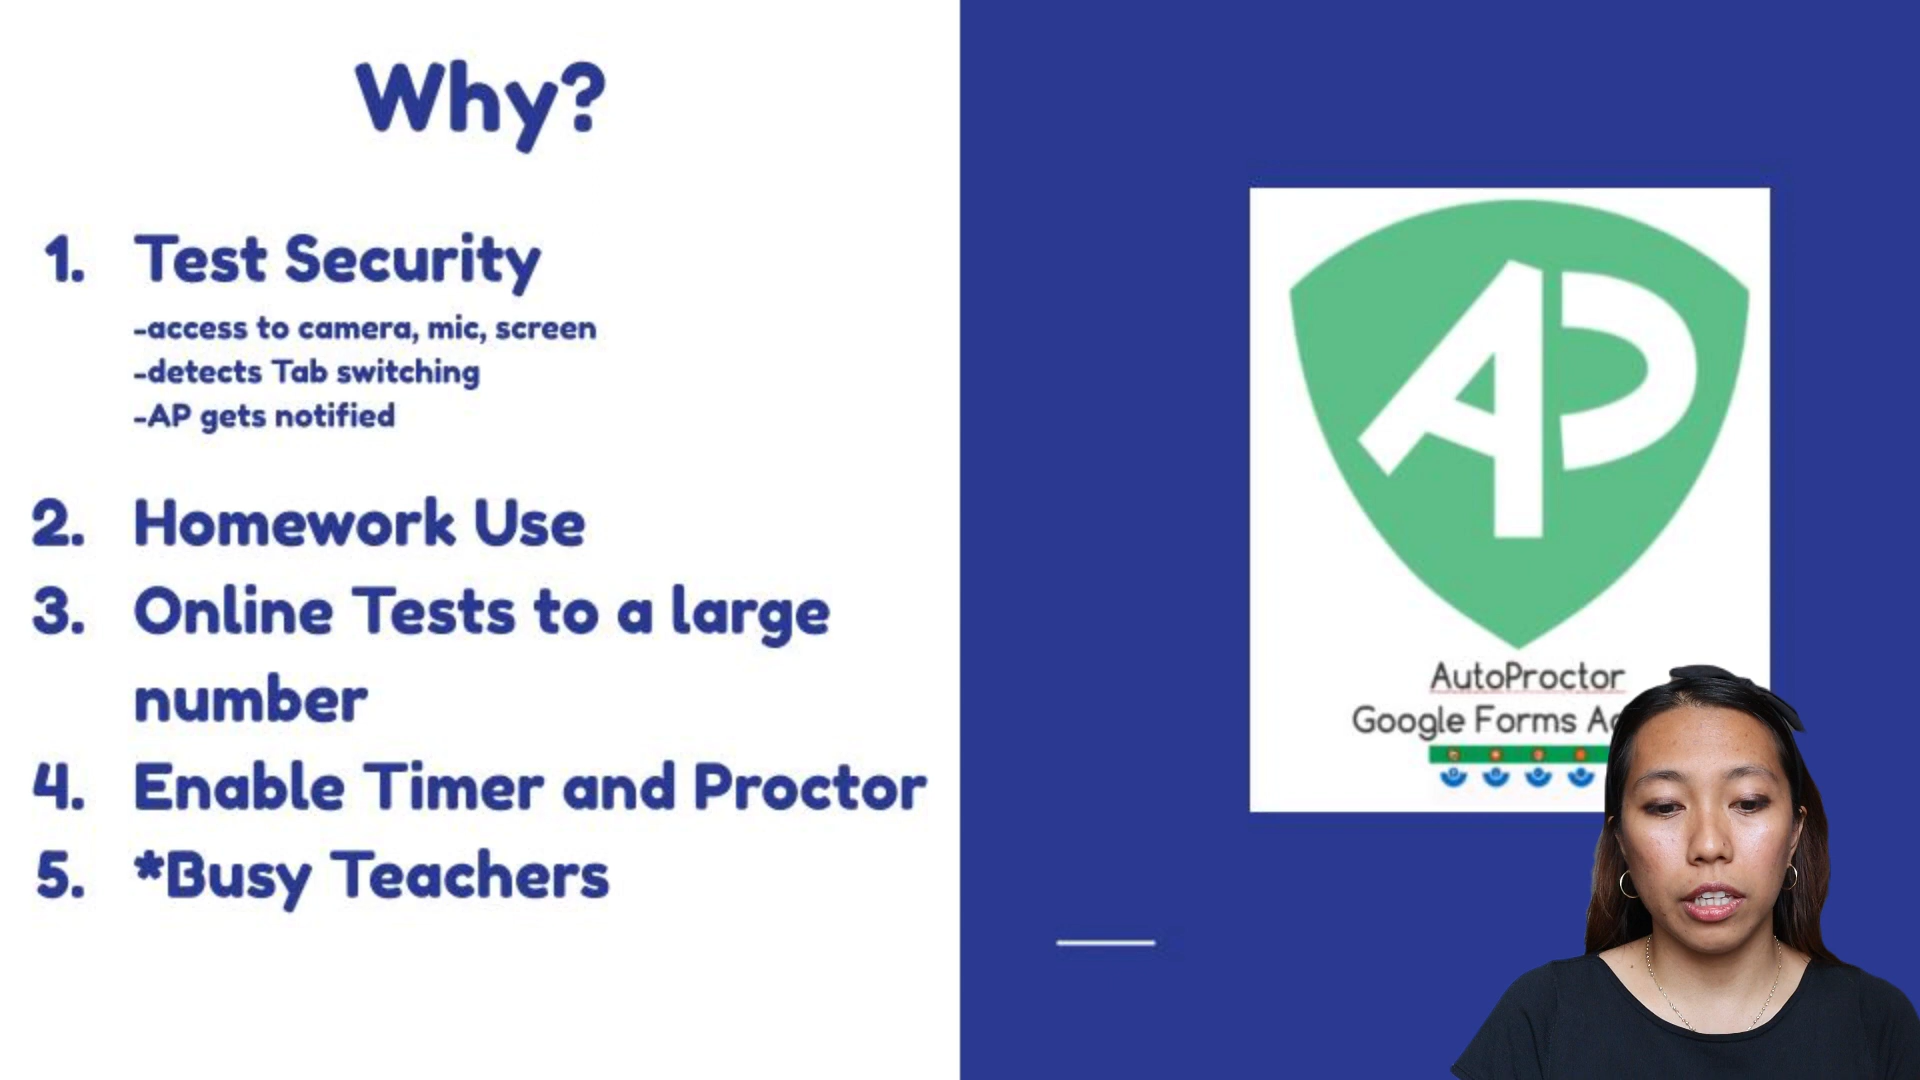 Why?
1. Test Security
-access to camera, mic, screen
-detects Tab switching
-AP gets notified
2. Homework Use
3. Online Tests to a large
number
4. Enable Timer and Proctor
5. *Busy Teachers
AP
AutoProctor
Google Forms